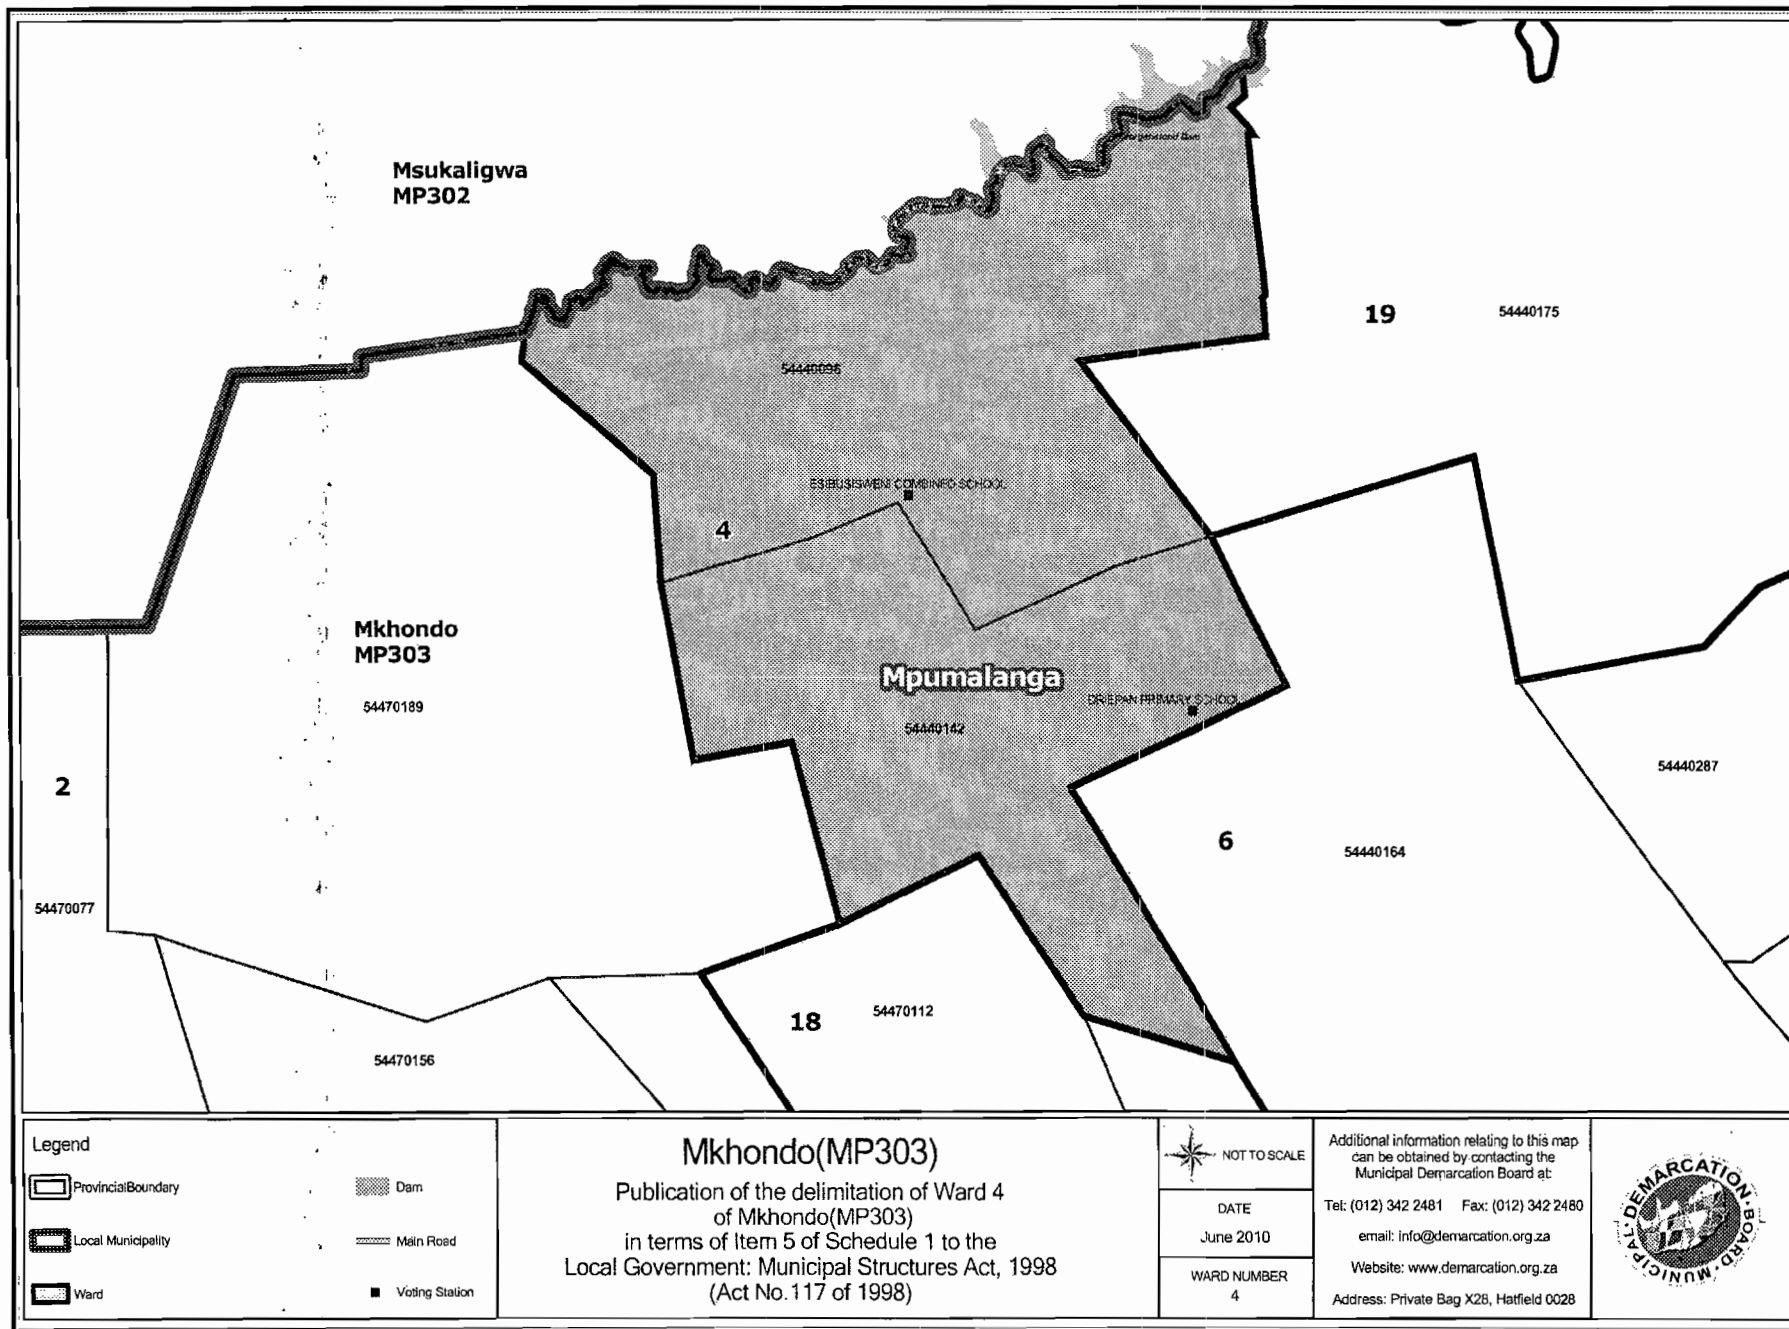 Msukaligwa
MP302
19
54440175
54440096
ESIBUSISWENI COMBINED SCHOOL
4
Mkhondo
MP303
Mpumalanga
54470189
DRIEPAN PRIMARY SCHOOL
54440142
2
54440287
6
54440164
54470077
18
54470112
54470156
Legend
ProvincialBoundary
Dam
Local Municipality
Main Road
Ward
Voting Station
Mkhondo(MP303)
Publication of the delimitation of Ward 4
of Mkhondo(MP303)
in terms of Item 5 of Schedule 1 to the
Local Government: Municipal Structures Act, 1998
(Act No.117 of 1998)
NOT TO SCALE
DATE
June 2010
WARD NUMBER
4
Additional information relating to this map
can be obtained by contacting the
Municipal Demarcation Board at:
Tel: (012) 342 2481 Fax: (012) 342 2480
email: info@demarcation.org.za
Website: www.demarcation.org.za
Address: Private Bag X28, Hatfield 0028
MUNICIPAL DEMARCATION BOARD